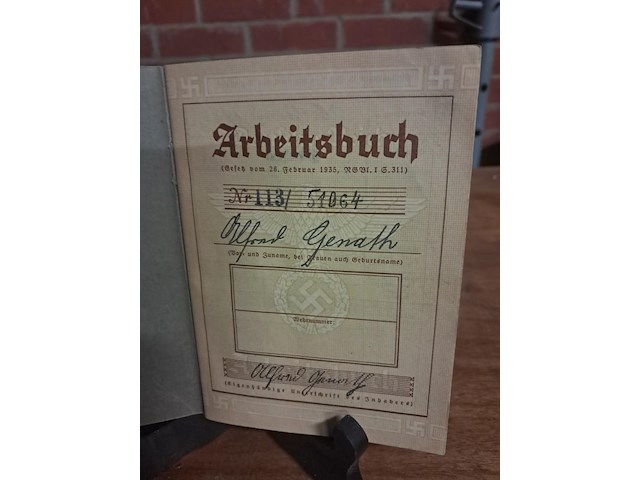 Arbeitsbuch
(Gesetz vom 26. Februar 1935, RGBl. I S.311)
Nr 113/ 51064
Alfred Genath
(Vor- und Zuname, bei Frauen auch Geburtsname)
Wehrnummer:
Alfred Genath
(Eigenhändige Unterschrift des Inhabers)